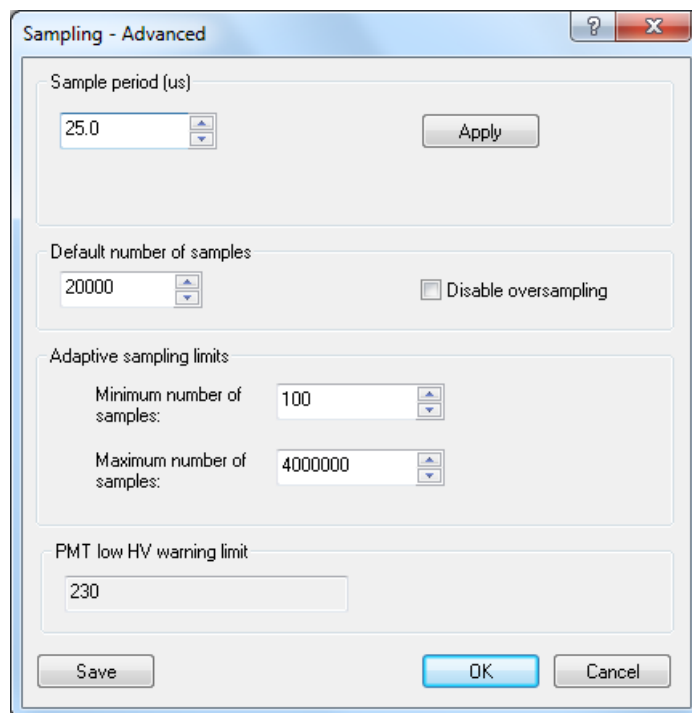 Sampling - Advanced
Sample period (us)
25.0
Apply
Default number of samples
20000
Disable oversampling
Adaptive sampling limits
Minimum number of
samples:
100
Maximum number of
samples:
4000000
PMT low HV warning limit
230
Save
OK
Cancel